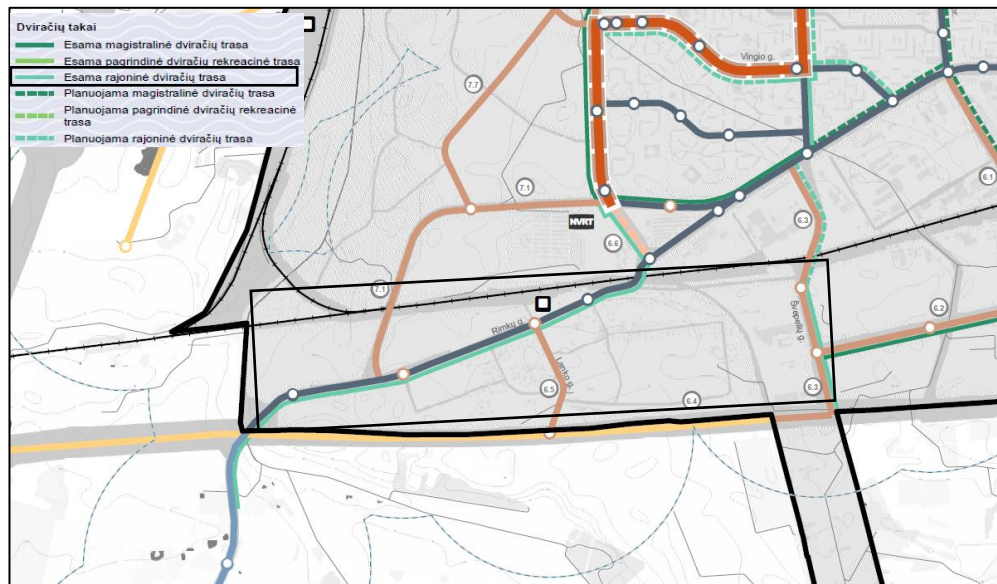 Dviračių takai
Esama magistralinė dviračių trasa
Esama pagrindinė dviračių rekreacinė trasa
Esama rajoninė dviračių trasa
Planuojama magistralinė dviračių trasa
Planuojama pagrindinė dviračių rekreacinė
trasa
Planuojama rajoninė dviračių trasa
Vingio g.
7.7
6.1
7.1
NVRT
6.6
6.3
7.1
Rimkų g.
Švepelių g.
6.2
Lanko g.
6.5
6.3
6.4